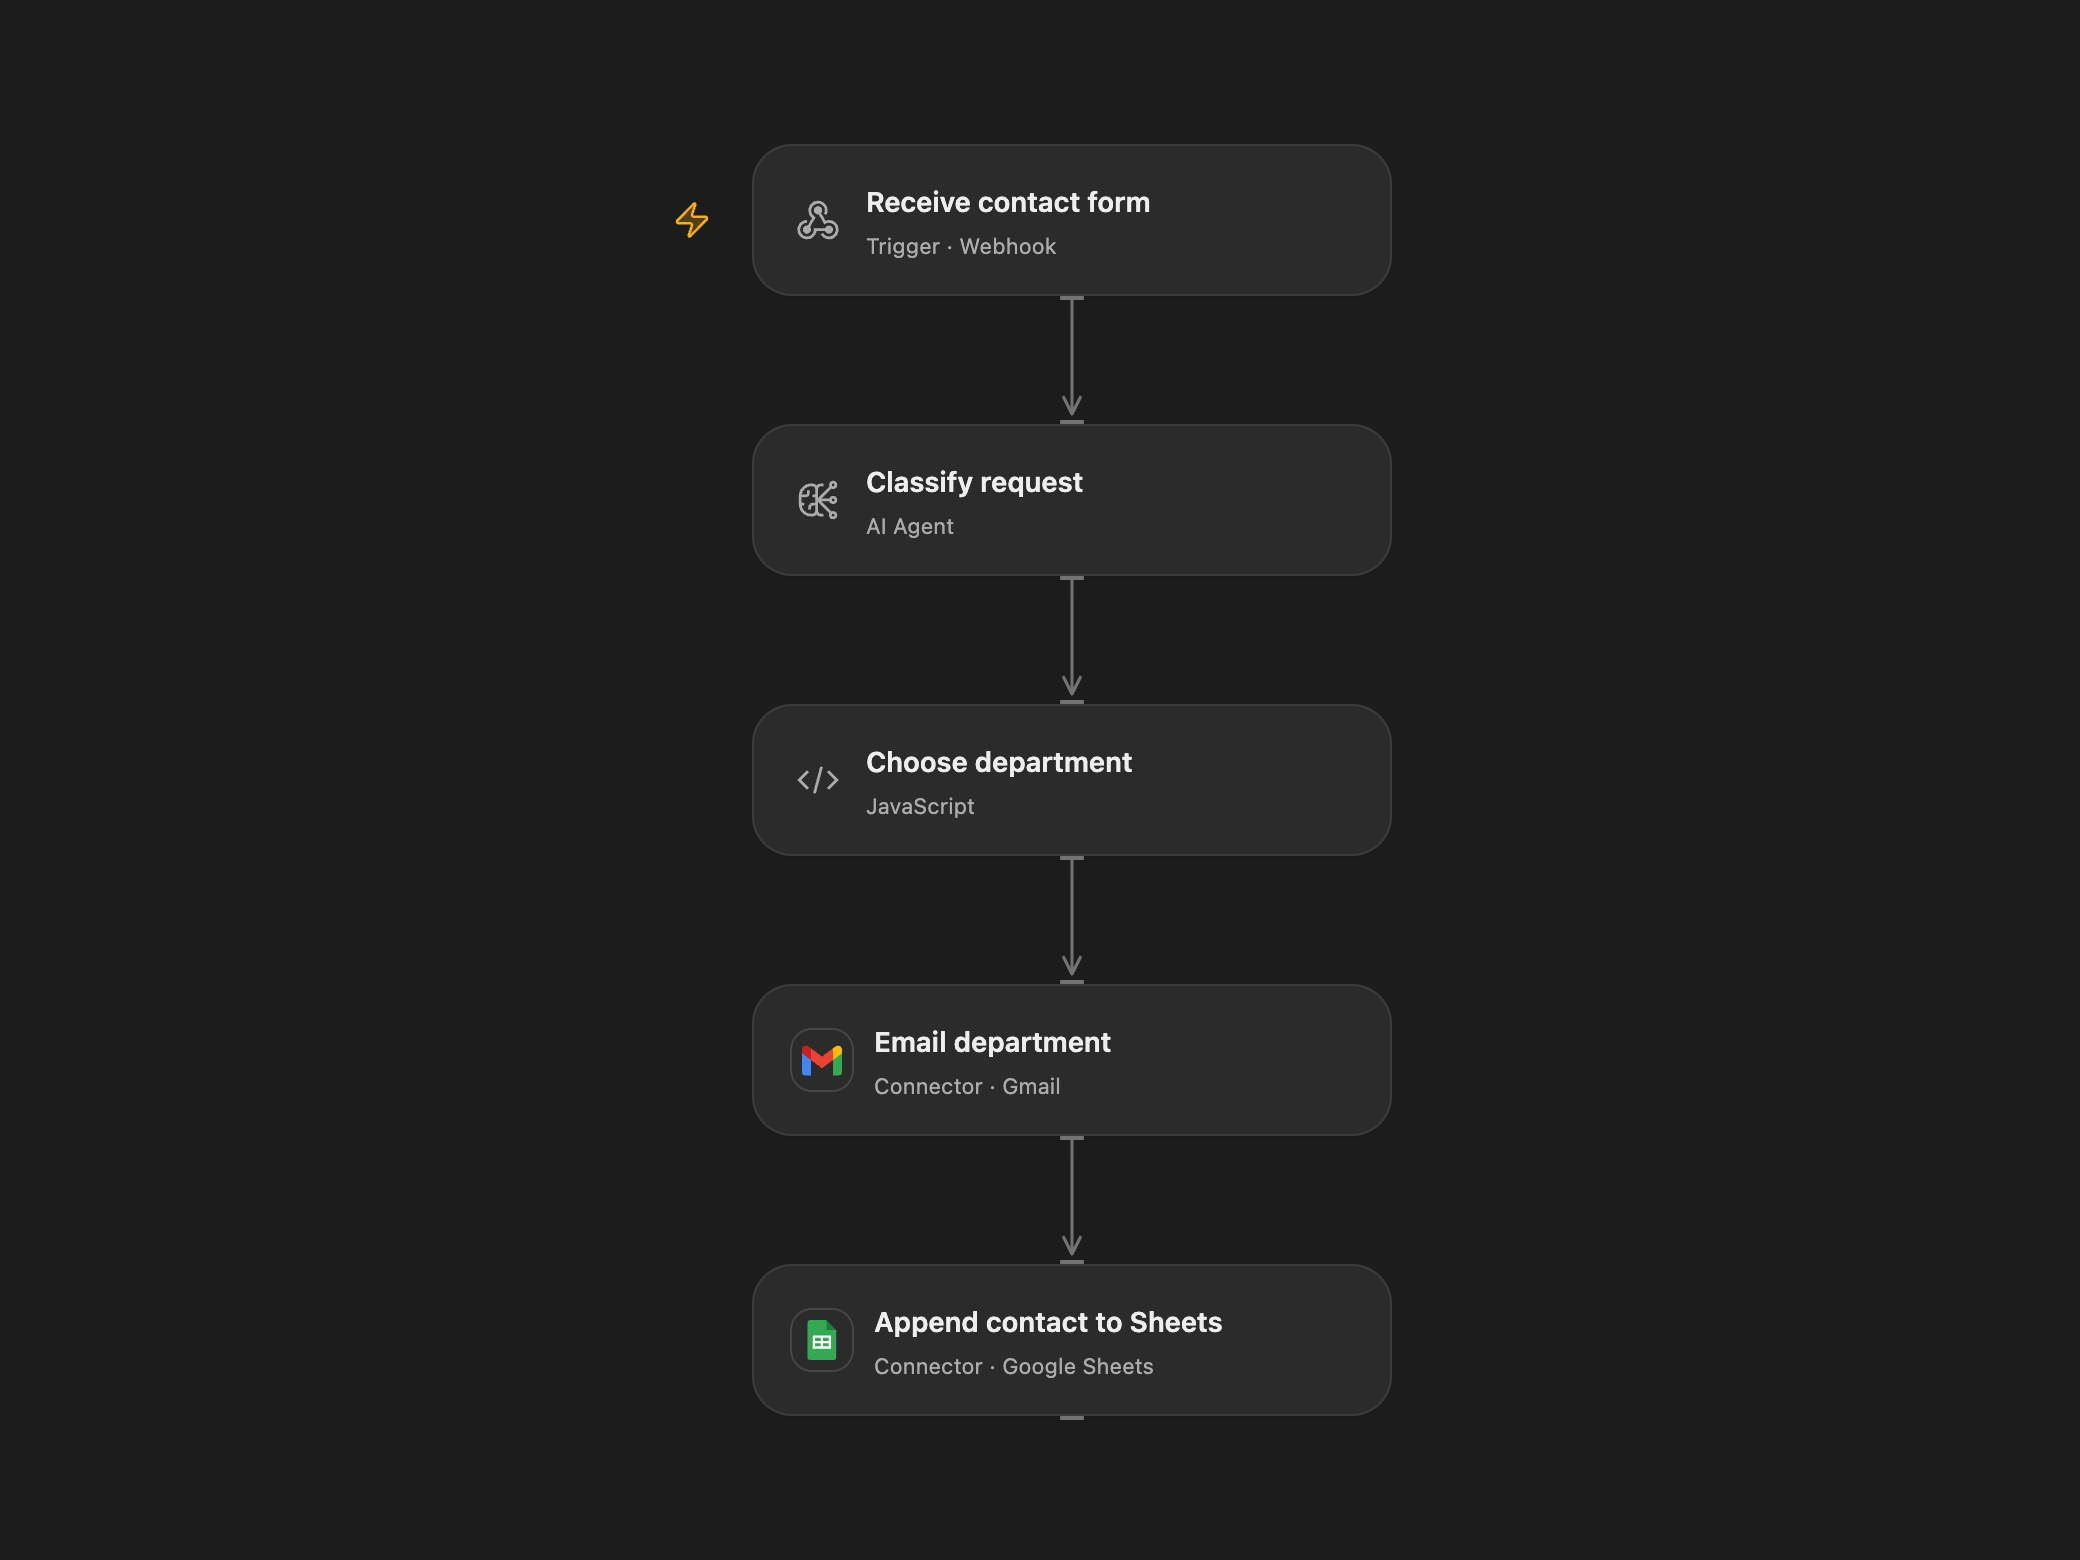 Receive contact form
Trigger · Webhook
Classify request
AI Agent
Choose department
JavaScript
Email department
Connector · Gmail
Append contact to Sheets
Connector · Google Sheets